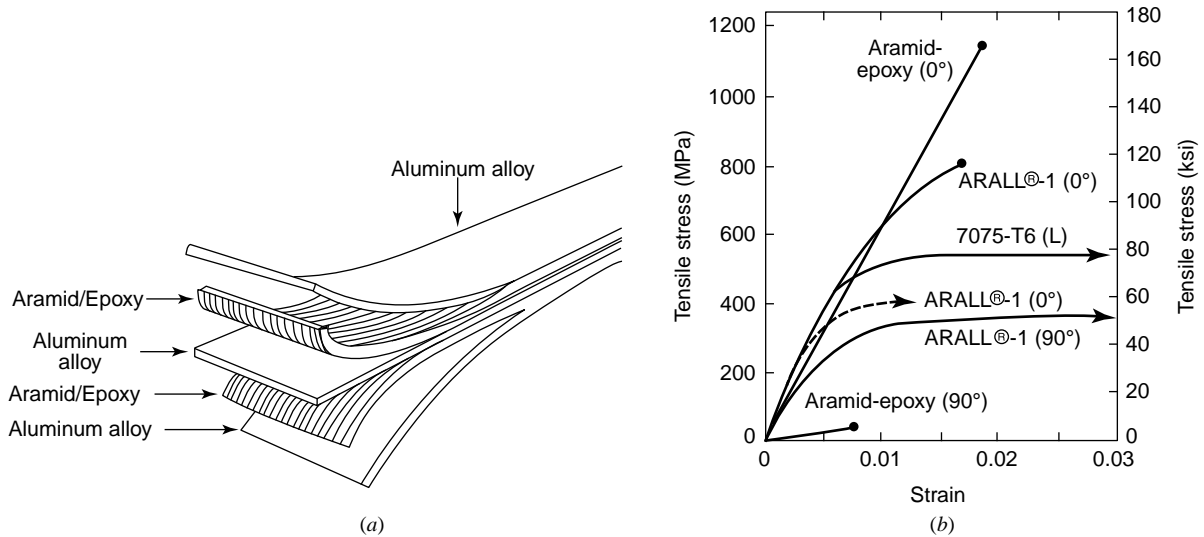 Aluminum alloy
Aramid/Epoxy
Aluminum
alloy
Aramid/Epoxy
Aluminum alloy
(a)
Tensile stress (MPa)
1200
1000
800
600
400
200
0
Aramid-
epoxy (0°)
ARALL®-1 (0°)
7075-T6 (L)
ARALL®-1 (0°)
ARALL®-1 (90°)
Aramid-epoxy (90°)
180
160
140
120
100
80
60
40
20
0
Tensile stress (ksi)
0
0.01
0.02
0.03
Strain
(b)